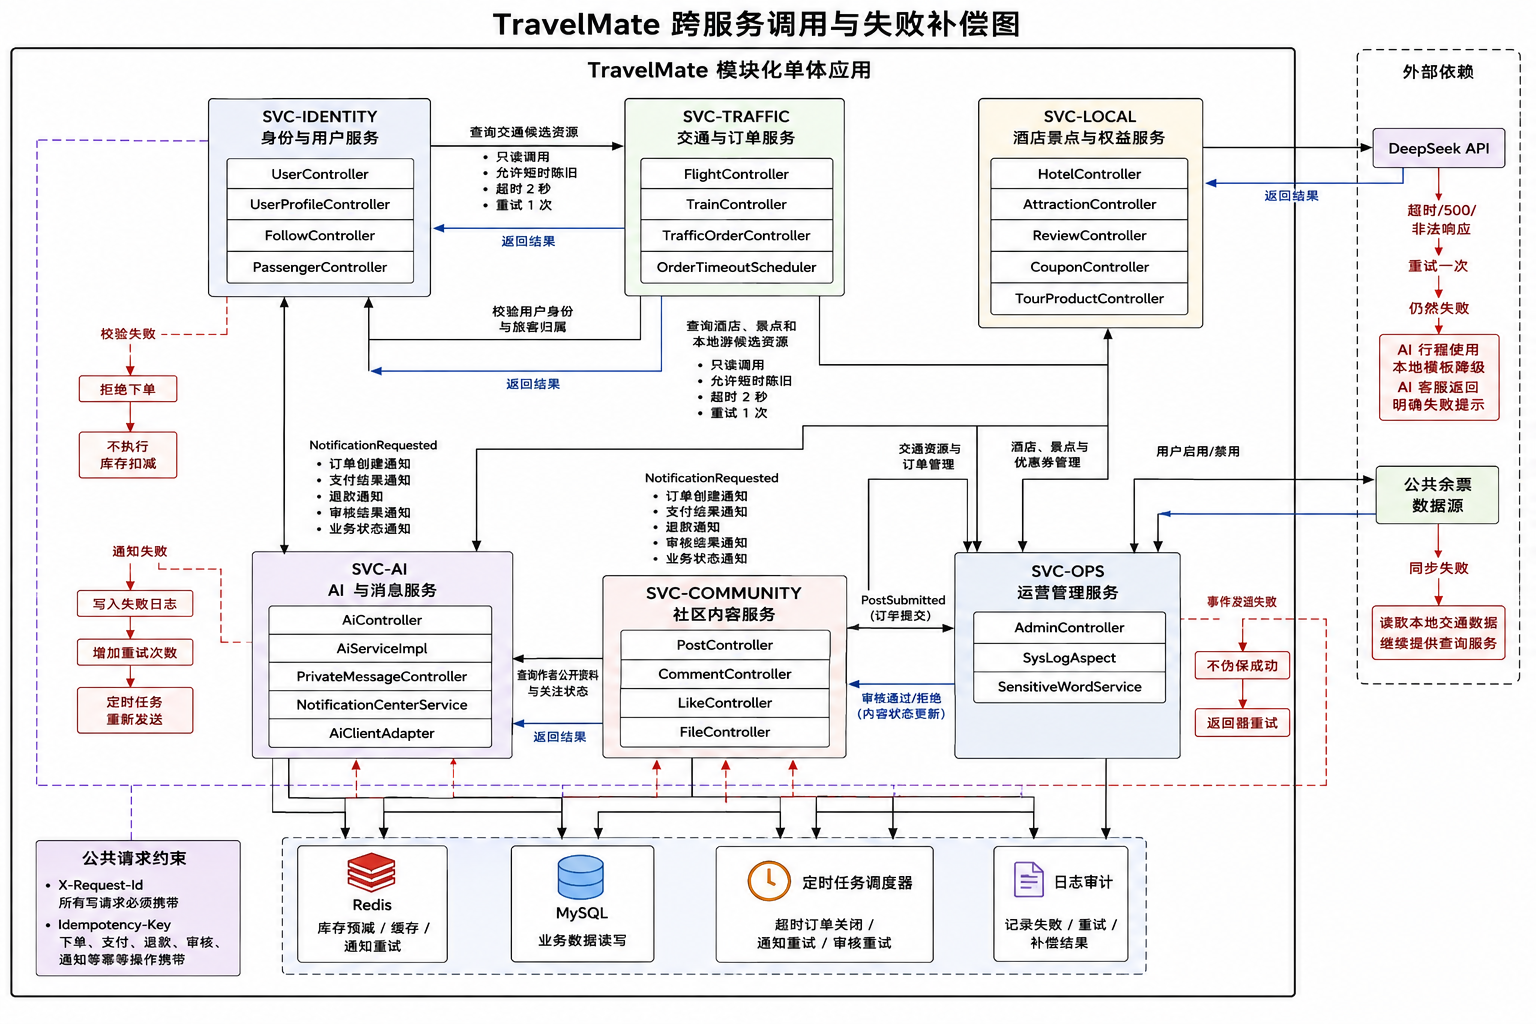 TravelMate 跨服务调用与失败补偿图
TravelMate 模块化单体应用
SVC-IDENTITY
身份与用户服务
UserController
UserProfileController
FollowController
PassengerController
查询交通候选资源
• 只读调用
• 允许短时陈旧
• 超时 2 秒
• 重试 1 次
返回结果
SVC-TRAFFIC
交通与订单服务
FlightController
TrainController
TrafficOrderController
OrderTimeoutScheduler
SVC-LOCAL
酒店景点与权益服务
HotelController
AttractionController
ReviewController
CouponController
TourProductController
返回结果
外部依赖
DeepSeek API
超时/500/
非法响应
重试一次
仍然失败
AI 行程使用
本地模板降级
AI 客服返回
明确失败提示
公共余票
数据源
同步失败
读取本地交通数据
继续提供查询服务
校验失败
拒绝下单
不执行
库存扣减
校验用户身份
与旅客归属
返回结果
查询酒店、景点和
本地游候选资源
• 只读调用
• 允许短时陈旧
• 超时 2 秒
• 重试 1 次
NotificationRequested
• 订单创建通知
• 支付结果通知
• 退款通知
• 审核结果通知
• 业务状态通知
NotificationRequested
• 订单创建通知
• 支付结果通知
• 退款通知
• 审核结果通知
• 业务状态通知
交通资源与
订单管理
酒店、景点与
优惠券管理
用户启用/禁用
通知失败
写入失败日志
增加重试次数
定时任务
重新发送
SVC-AI
AI 与消息服务
AiController
AiServiceImpl
PrivateMessageController
NotificationCenterService
AiClientAdapter
查询作者公开资料
与关注状态
返回结果
SVC-COMMUNITY
社区内容服务
PostController
CommentController
LikeController
FileController
PostSubmitted
提交)
审核通过/拒绝
(内容状态更新)
SVC-OPS
运营管理服务
AdminController
SysLogAspect
SensitiveWordService
事件发失败
不伪保成功
返回器重试
公共请求约束
• X-Request-Id
所有写请求必须携带
• Idempotency-Key
下单、支付、退款、审核、
通知等等操作携带
Redis
库存预减 / 缓存 /
通知重试
MySQL
业务数据读写
定时任务调度器
超时订单关闭 /
通知重试 / 审核重试
日志审计
记录失败 / 重试 /
补偿结果